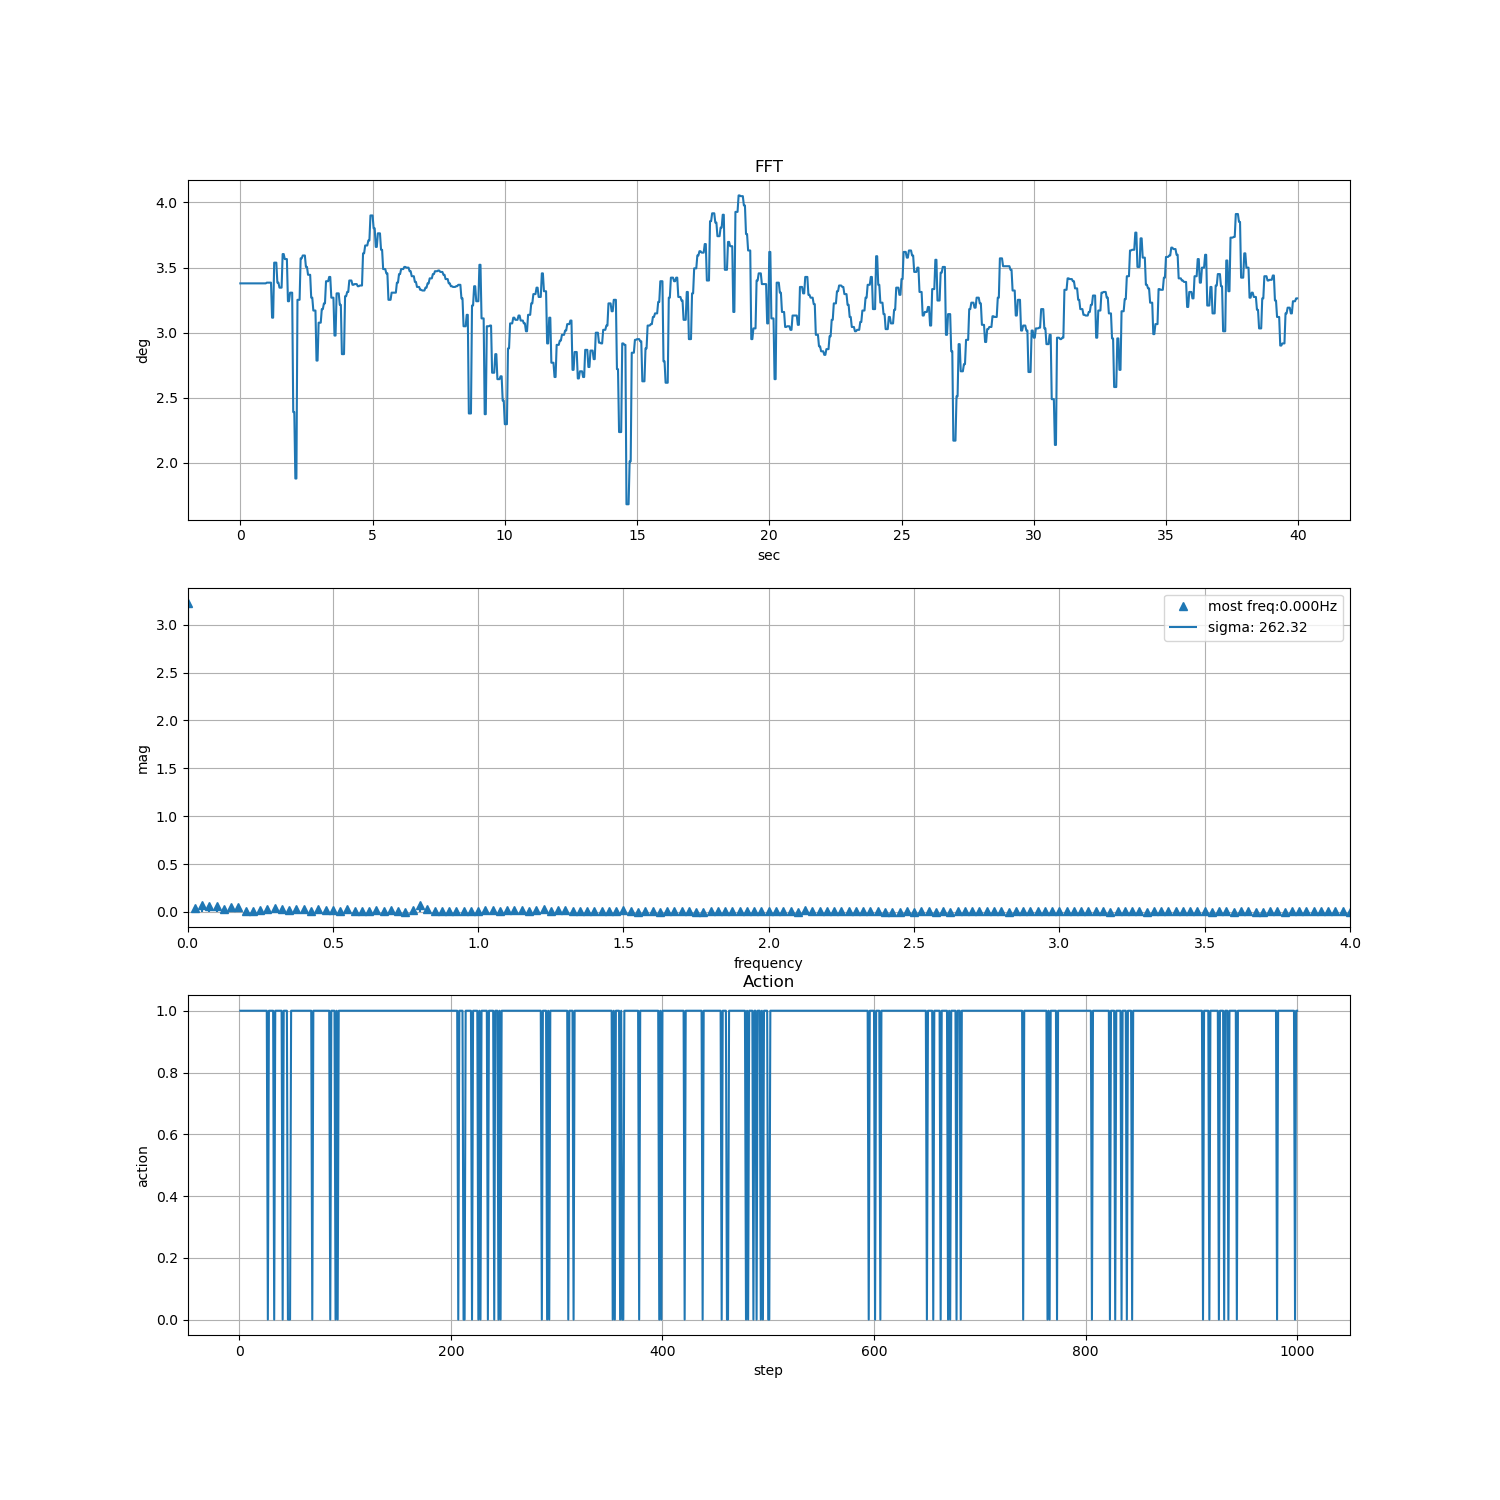 FFT
4.0
3.5
3.0
2.5
2.0
deg
0 5 10 15 20 25 30 35 40
sec
most freq:0.000Hz
sigma: 262.32
3.0
2.5
2.0
1.5
1.0
0.5
0.0
mag
0.0 0.5 1.0 1.5 2.0 2.5 3.0 3.5 4.0
frequency
Action
1.0
0.8
0.6
0.4
0.2
0.0
action
0 200 400 600 800 1000
step